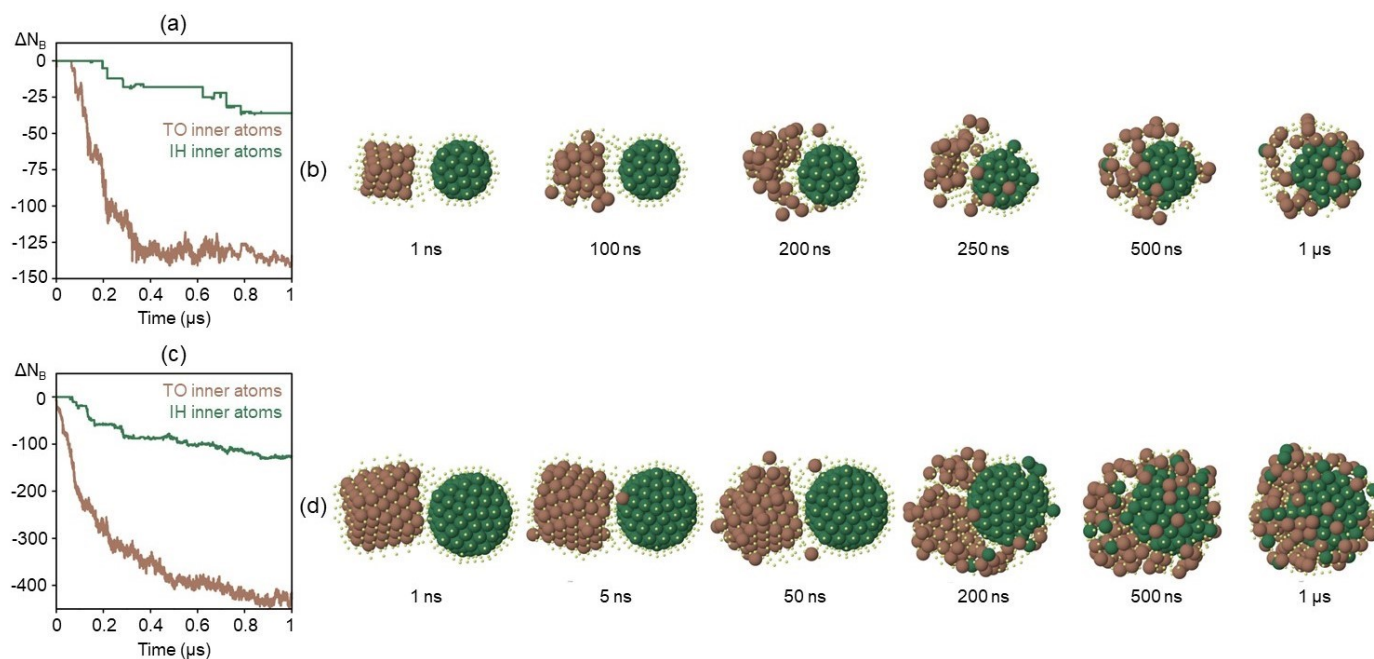 (a)
ΔN_B
0
-25
-50
-75
-100
-125
-150
TO inner atoms
IH inner atoms
0 0.2 0.4 0.6 0.8 1
Time (µs)
(b)
1 ns 100 ns 200 ns 250 ns 500 ns 1 µs
(c)
ΔN_B
0
-100
-200
-300
-400
TO inner atoms
IH inner atoms
0 0.2 0.4 0.6 0.8 1
Time (µs)
(d)
1 ns 5 ns 50 ns 200 ns 500 ns 1 µs